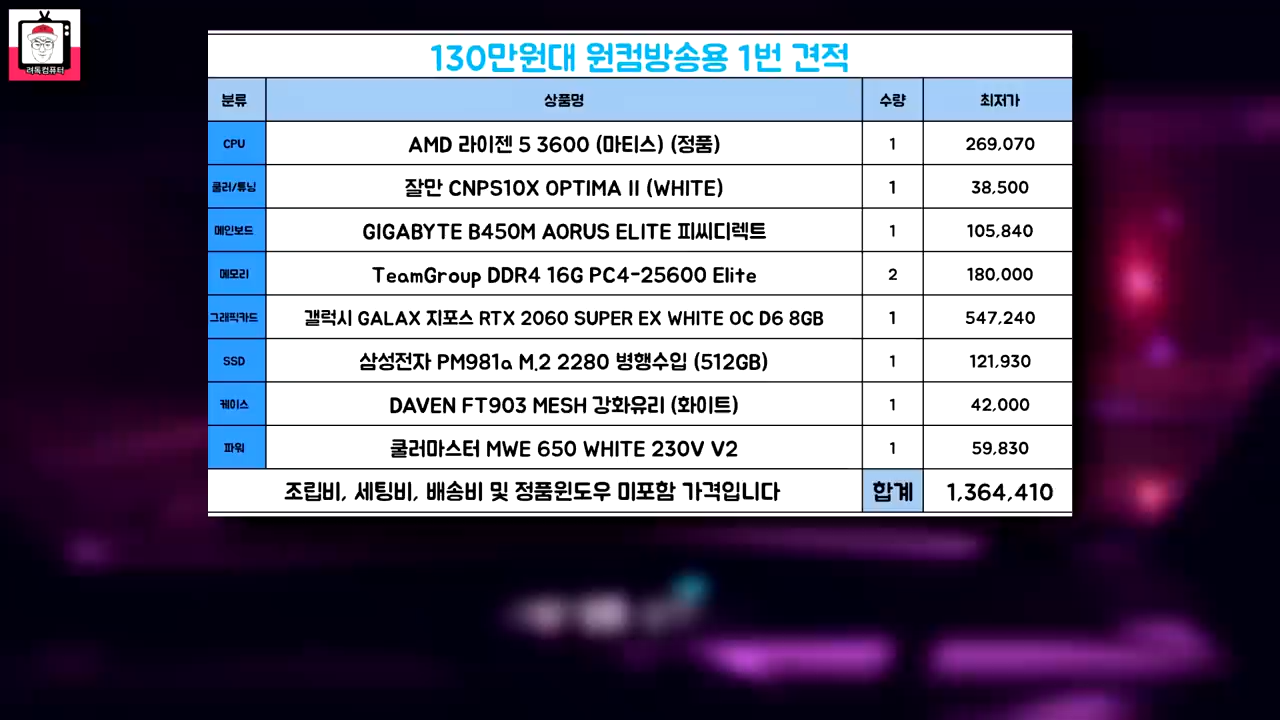 130만원대 원컴방송용 1번 견적
분류 상품명 수량 최저가
CPU AMD 라이젠 5 3600 (마티스) (정품) 1 269,070
쿨러/튜닝 잘만 CNPS10X OPTIMA II (WHITE) 1 38,500
메인보드 GIGABYTE B450M AORUS ELITE 피씨디렉트 1 105,840
메모리 TeamGroup DDR4 16G PC4-25600 Elite 2 180,000
그래픽카드 갤럭시 GALAX 지포스 RTX 2060 SUPER EX WHITE OC D6 8GB 1 547,240
SSD 삼성전자 PM981a M.2 2280 병행수입 (512GB) 1 121,930
케이스 DAVEN FT903 MESH 강화유리 (화이트) 1 42,000
파워 쿨러마스터 MWE 650 WHITE 230V V2 1 59,830
조립비, 세팅비, 배송비 및 정품윈도우 미포함 가격입니다 합계 1,364,410